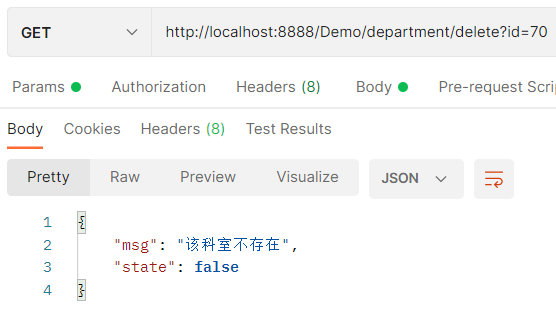 GET http://localhost:8888/Demo/department/delete?id=70
Params Authorization Headers (8) Body Pre-request Scrip
Body Cookies Headers (8) Test Results
Pretty Raw Preview Visualize JSON
1 {
2 "msg": "该科室不存在",
3 "state": false
4 }